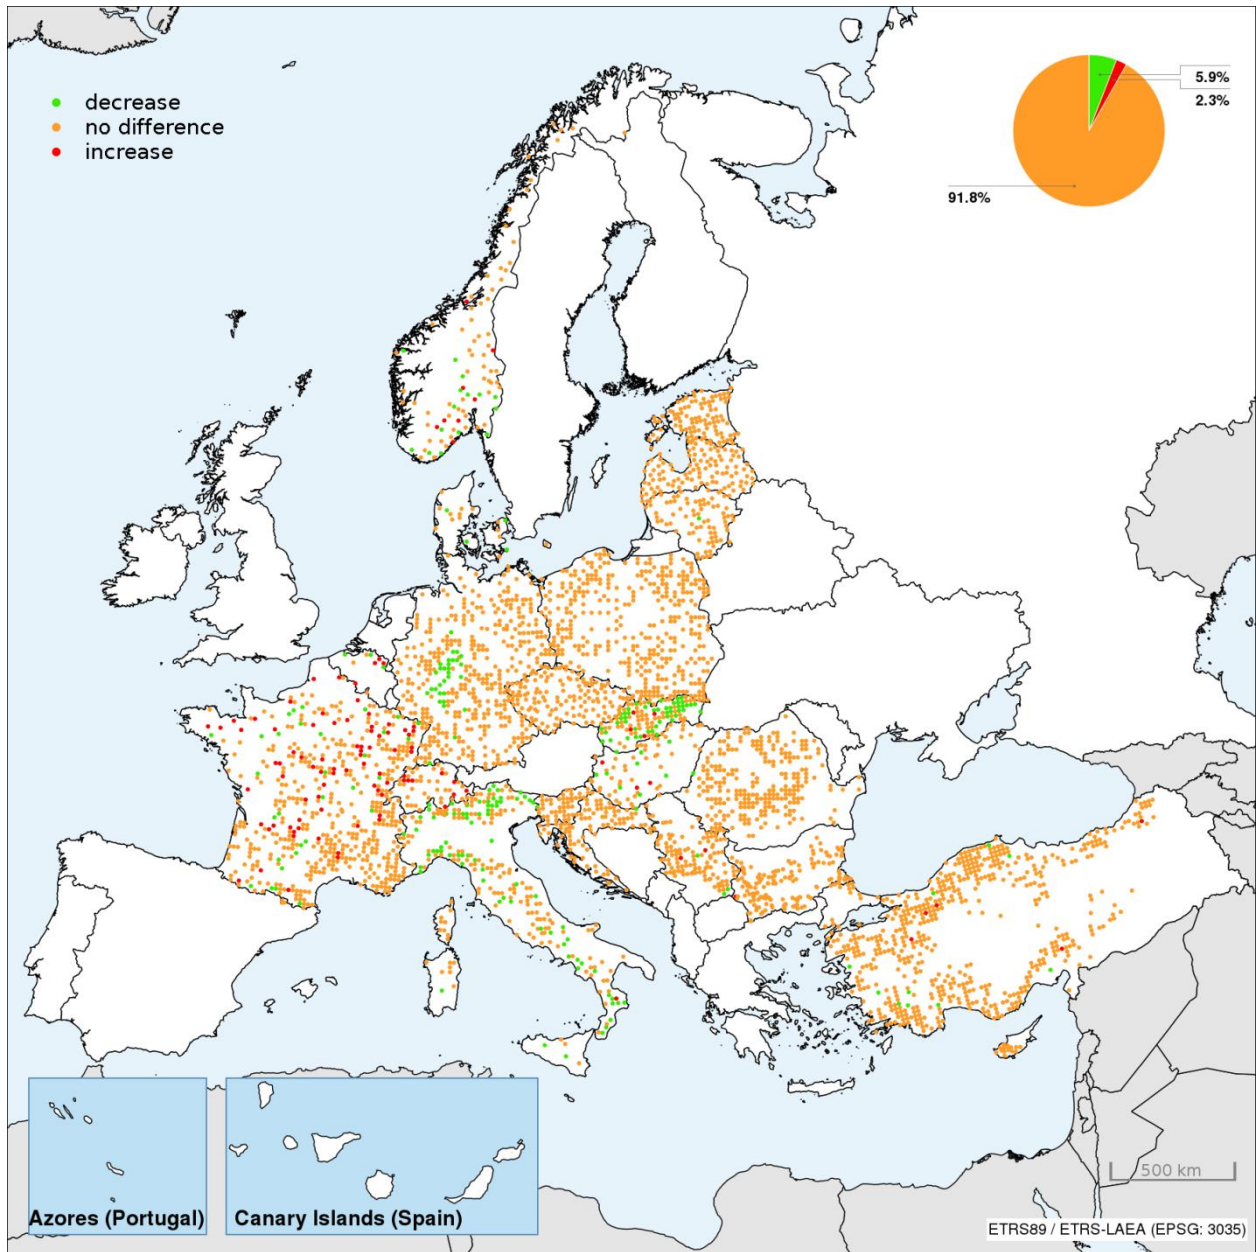 decrease
no difference
increase
5.9%
2.3%
91.8%
500 km
Azores (Portugal)
Canary Islands (Spain)
ETRS89 / ETRS-LAEA (EPSG: 3035)